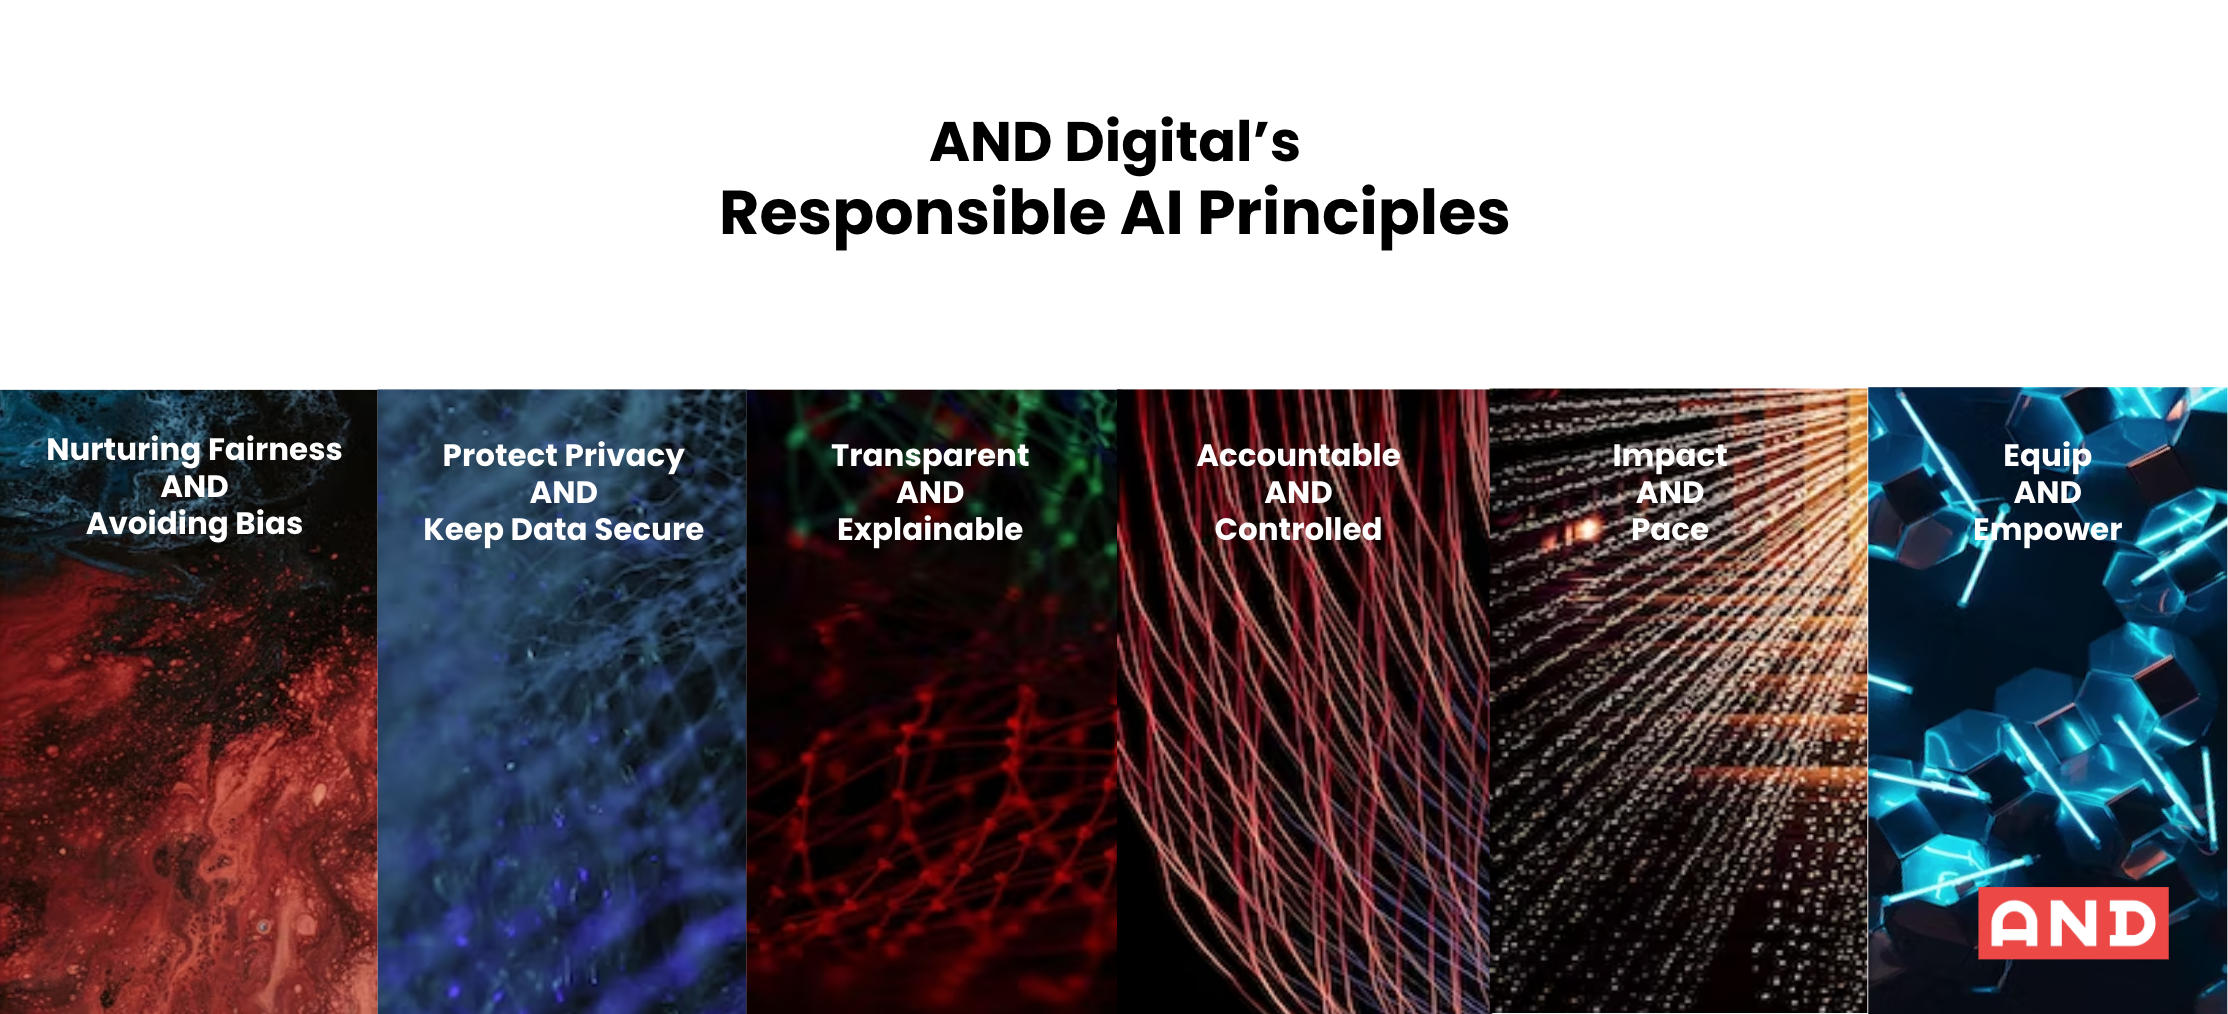 AND Digital’s
Responsible AI Principles
Nurturing Fairness
AND
Avoiding Bias
Protect Privacy
AND
Keep Data Secure
Transparent
AND
Explainable
Accountable
AND
Controlled
Impact
AND
Pace
Equip
AND
Empower
AND